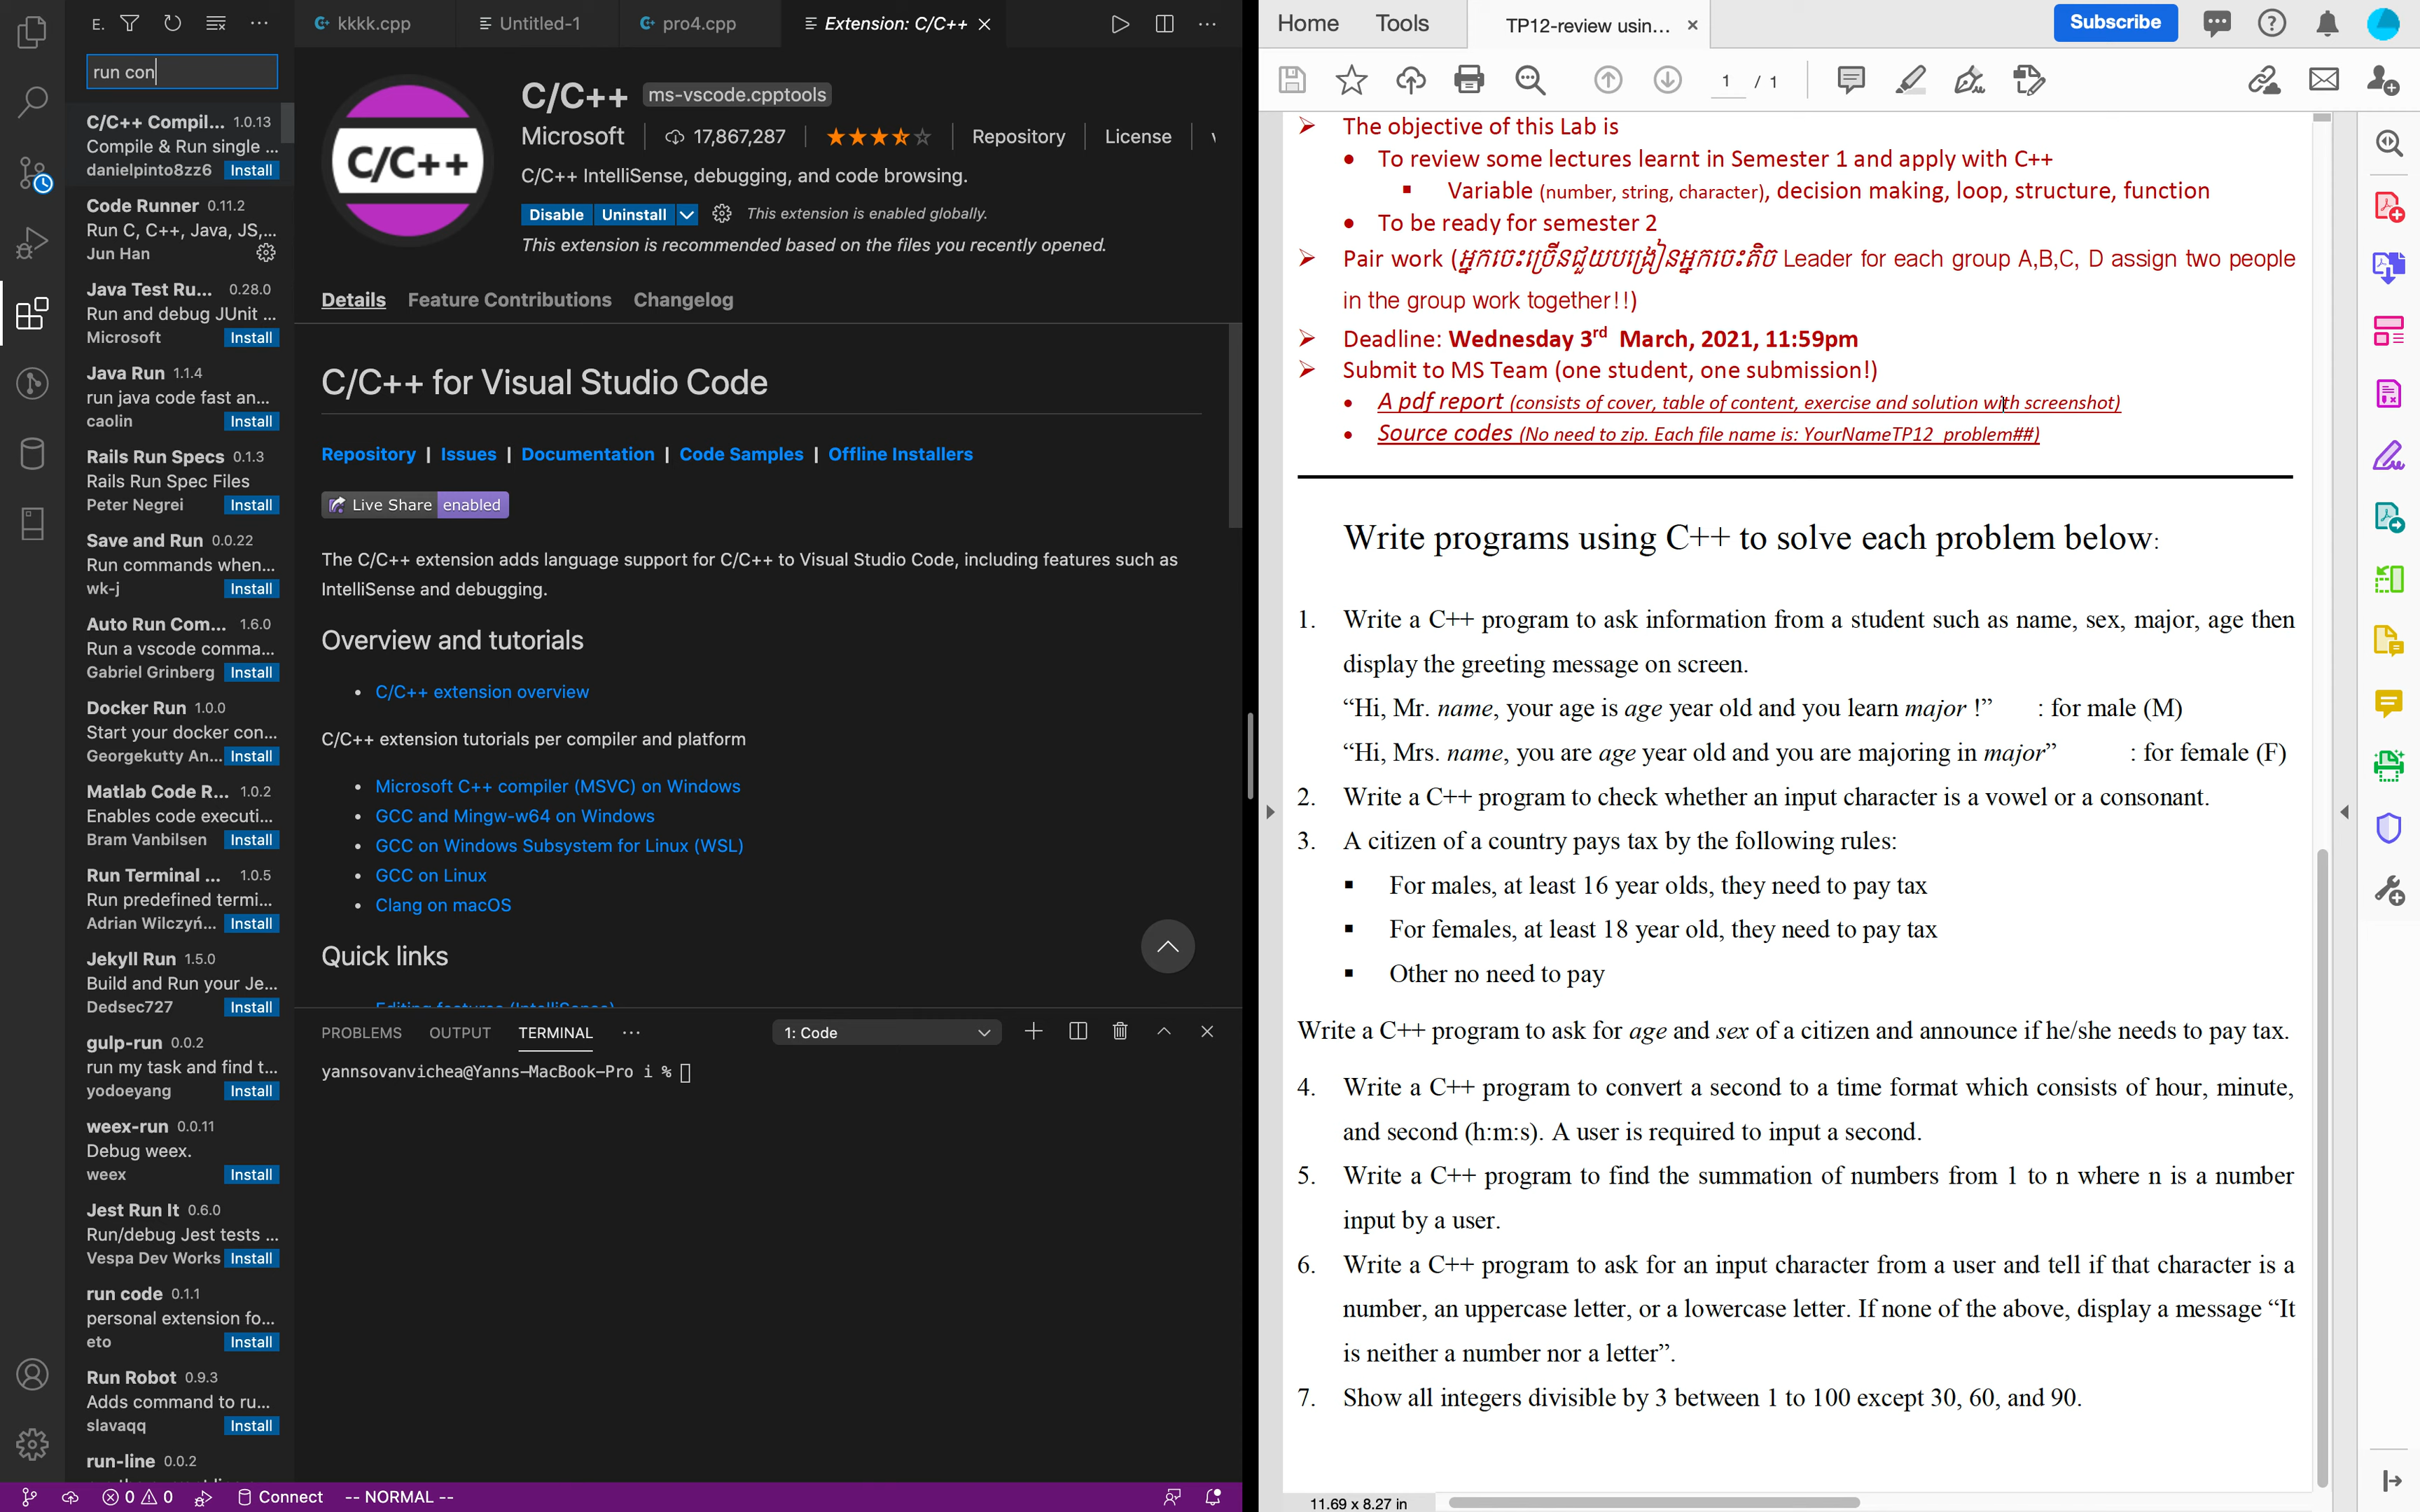 E.
run con
C/C++ Compil... 1.0.13
Compile & Run single ...
danielpinto8zz6 Install
Code Runner 0.11.2
Run C, C++, Java, JS,...
Jun Han
Java Test Ru... 0.28.0
Run and debug JUnit ...
Microsoft Install
Java Run 1.1.4
run java code fast an...
caolin Install
Rails Run Specs 0.1.3
Rails Run Spec Files
Peter Negrei Install
Save and Run 0.0.22
Run commands when...
wk-j Install
Auto Run Com... 1.6.0
Run a vscode comma...
Gabriel Grinberg Install
Docker Run 1.0.0
Start your docker con...
Georgekutty An... Install
Matlab Code R... 1.0.2
Enables code executi...
Bram Vanbilsen Install
Run Terminal ... 1.0.5
Run predefined termi...
Adrian Wilczyń... Install
Jekyll Run 1.5.0
Build and Run your Je...
Dedsec727 Install
gulp-run 0.0.2
run my task and find t...
yodoeyang Install
weex-run 0.0.11
Debug weex.
weex Install
Jest Run It 0.6.0
Run/debug Jest tests ...
Vespa Dev Works Install
run code 0.1.1
personal extension fo...
eto Install
Run Robot 0.9.3
Adds command to ru...
slavaqq Install
run-line 0.0.2
kkkk.cpp Untitled-1 pro4.cpp Extension: C/C++
C/C++
C/C++ ms-vscode.cpptools
Microsoft 17,867,287 Repository License
C/C++ IntelliSense, debugging, and code browsing.
Disable Uninstall This extension is enabled globally.
This extension is recommended based on the files you recently opened.
Details Feature Contributions Changelog
C/C++ for Visual Studio Code
Repository | Issues | Documentation | Code Samples | Offline Installers
Live Share enabled
The C/C++ extension adds language support for C/C++ to Visual Studio Code, including features such as
IntelliSense and debugging.
Overview and tutorials
• C/C++ extension overview
C/C++ extension tutorials per compiler and platform
• Microsoft C++ compiler (MSVC) on Windows
• GCC and Mingw-w64 on Windows
• GCC on Windows Subsystem for Linux (WSL)
• GCC on Linux
• Clang on macOS
Quick links
Editing features (IntelliSense)
PROBLEMS OUTPUT TERMINAL ... 1: Code
yannsovanvichea@Yanns-MacBook-Pro i %
0 0 Connect -- NORMAL --
Home Tools TP12-review usin... × Subscribe
1 / 1
➢ The objective of this Lab is
• To review some lectures learnt in Semester 1 and apply with C++
▪ Variable (number, string, character), decision making, loop, structure, function
• To be ready for semester 2
➢ Pair work (អ្នកចេះច្រើនជួយបង្រៀនអ្នកចេះតិច Leader for each group A,B,C, D assign two people
in the group work together!!)
➢ Deadline: Wednesday 3rd March, 2021, 11:59pm
➢ Submit to MS Team (one student, one submission!)
• A pdf report (consists of cover, table of content, exercise and solution with screenshot)
• Source codes (No need to zip. Each file name is: YourNameTP12_problem##)
Write programs using C++ to solve each problem below:
1. Write a C++ program to ask information from a student such as name, sex, major, age then
display the greeting message on screen.
“Hi, Mr. name, your age is age year old and you learn major !” : for male (M)
“Hi, Mrs. name, you are age year old and you are majoring in major” : for female (F)
2. Write a C++ program to check whether an input character is a vowel or a consonant.
3. A citizen of a country pays tax by the following rules:
▪ For males, at least 16 year olds, they need to pay tax
▪ For females, at least 18 year old, they need to pay tax
▪ Other no need to pay
Write a C++ program to ask for age and sex of a citizen and announce if he/she needs to pay tax.
4. Write a C++ program to convert a second to a time format which consists of hour, minute,
and second (h:m:s). A user is required to input a second.
5. Write a C++ program to find the summation of numbers from 1 to n where n is a number
input by a user.
6. Write a C++ program to ask for an input character from a user and tell if that character is a
number, an uppercase letter, or a lowercase letter. If none of the above, display a message “It
is neither a number nor a letter”.
7. Show all integers divisible by 3 between 1 to 100 except 30, 60, and 90.
11.69 x 8.27 in